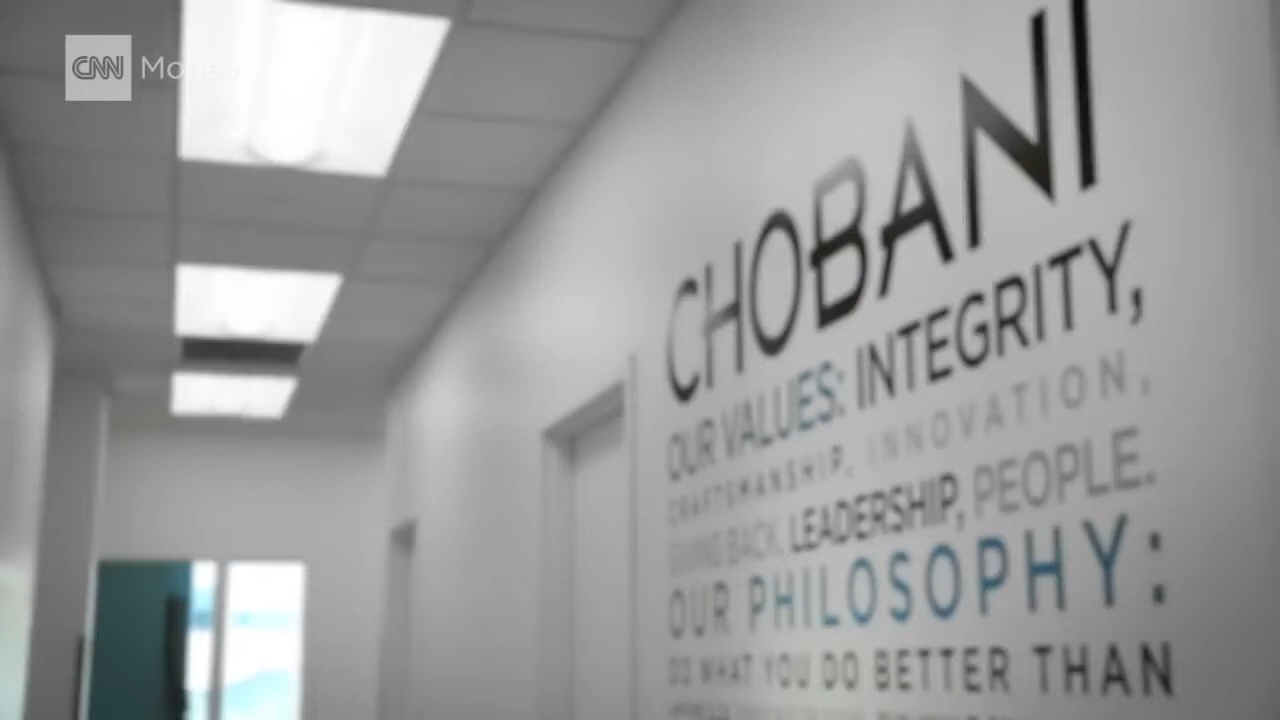 CNN Money
CHOBANI
OUR VALUES: INTEGRITY,
CRAFTSMANSHIP, INNOVATION,
GIVING BACK, LEADERSHIP, PEOPLE.
OUR PHILOSOPHY:
DO WHAT YOU DO BETTER THAN